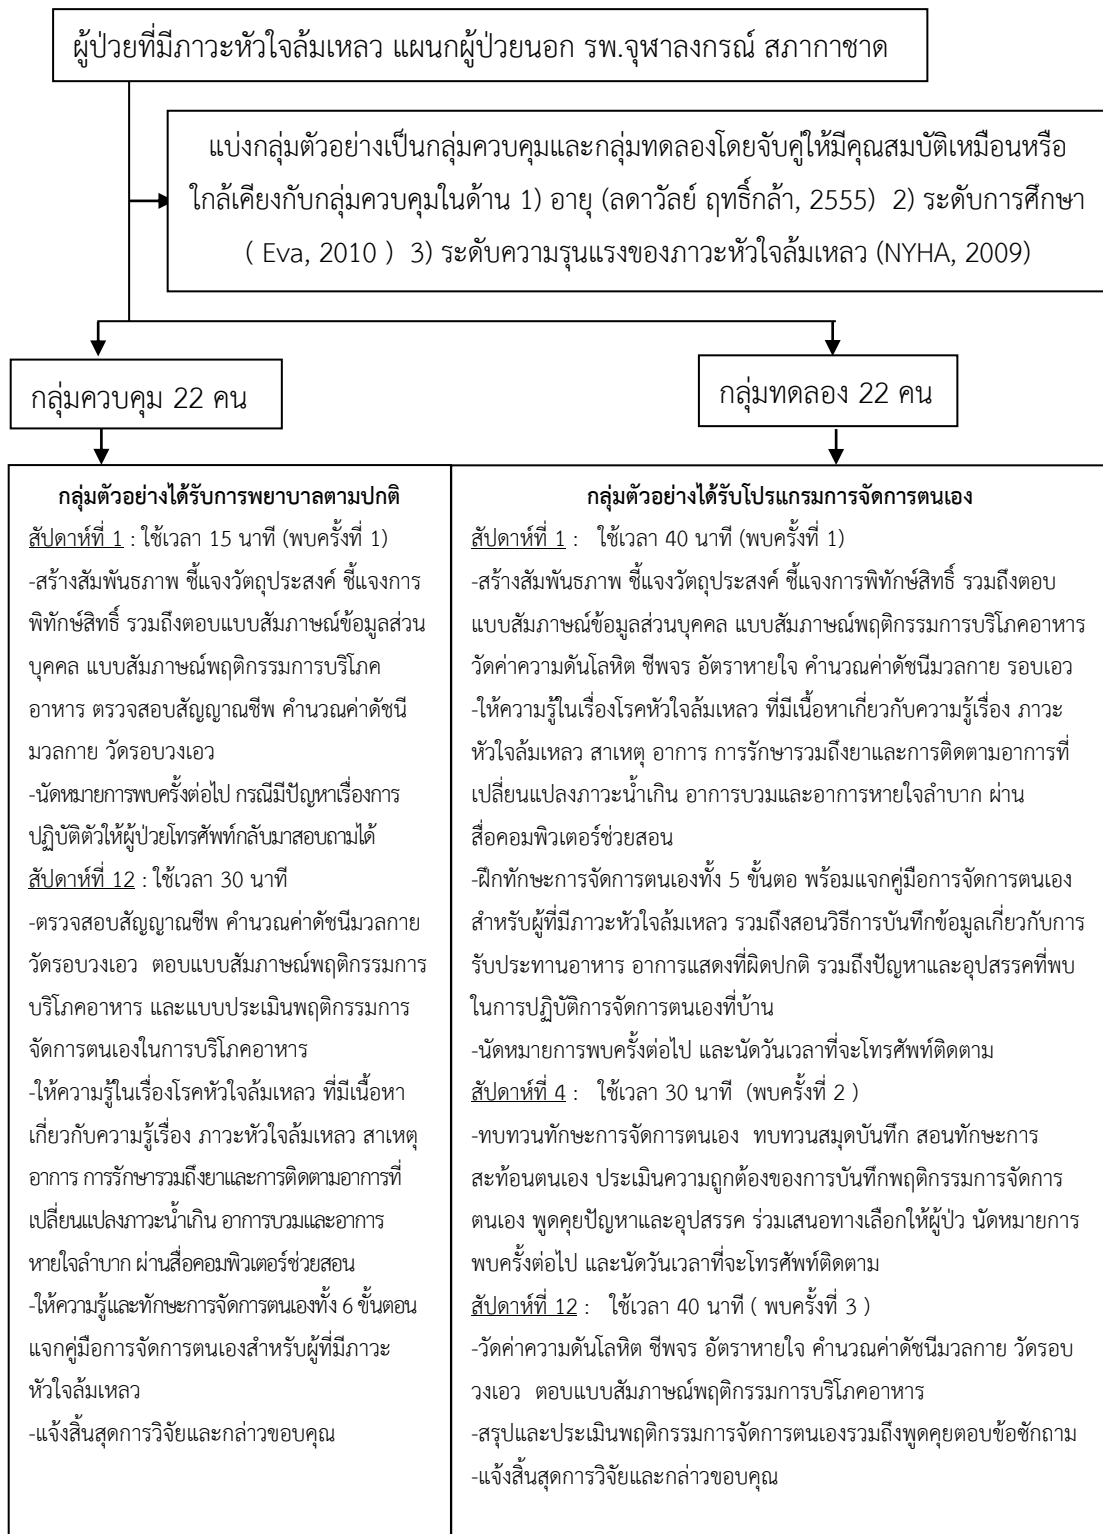 ผู้ป่วยที่มีภาวะหัวใจล้มเหลว แผนกผู้ป่วยนอก รพ.จุฬาลงกรณ์ สภากาชาด
แบ่งกลุ่มตัวอย่างเป็นกลุ่มควบคุมและกลุ่มทดลองโดยจับคู่ให้มีคุณสมบัติเหมือนหรือ
ใกล้เคียงกับกลุ่มควบคุมในด้าน 1) อายุ (ลดาวัลย์ ฤทธิ์กล้า, 2555) 2) ระดับการศึกษา
( Eva, 2010 ) 3) ระดับความรุนแรงของภาวะหัวใจล้มเหลว (NYHA, 2009)
กลุ่มควบคุม 22 คน
กลุ่มทดลอง 22 คน
กลุ่มตัวอย่างได้รับการพยาบาลตามปกติ
สัปดาห์ที่ 1 : ใช้เวลา 15 นาที (พบครั้งที่ 1)
-สร้างสัมพันธภาพ ชี้แจงวัตถุประสงค์ ชี้แจงการ
พิทักษ์สิทธิ์ รวมถึงตอบแบบสัมภาษณ์ข้อมูลส่วน
บุคคล แบบสัมภาษณ์พฤติกรรมการบริโภค
อาหาร ตรวจสอบสัญญาณชีพ คำนวณค่าดัชนี
มวลกาย วัดรอบวงเอว
-นัดหมายการพบครั้งต่อไป กรณีมีปัญหาเรื่องการ
ปฏิบัติตัวให้ผู้ป่วยโทรศัพท์กลับมาสอบถามได้
สัปดาห์ที่ 12 : ใช้เวลา 30 นาที
-ตรวจสอบสัญญาณชีพ คำนวณค่าดัชนีมวลกาย
วัดรอบวงเอว ตอบแบบสัมภาษณ์พฤติกรรมการ
บริโภคอาหาร และแบบประเมินพฤติกรรมการ
จัดการตนเองในการบริโภคอาหาร
-ให้ความรู้ในเรื่องโรคหัวใจล้มเหลว ที่มีเนื้อหา
เกี่ยวกับความรู้เรื่อง ภาวะหัวใจล้มเหลว สาเหตุ
อาการ การรักษารวมถึงยาและการติดตามอาการที่
เปลี่ยนแปลงภาวะน้ำเกิน อาการบวมและอาการ
หายใจลำบาก ผ่านสื่อคอมพิวเตอร์ช่วยสอน
-ให้ความรู้และทักษะการจัดการตนเองทั้ง 6 ขั้นตอน
แจกคู่มือการจัดการตนเองสำหรับผู้ที่มีภาวะ
หัวใจล้มเหลว
-แจ้งสิ้นสุดการวิจัยและกล่าวขอบคุณ
กลุ่มตัวอย่างได้รับโปรแกรมการจัดการตนเอง
สัปดาห์ที่ 1 : ใช้เวลา 40 นาที (พบครั้งที่ 1)
-สร้างสัมพันธภาพ ชี้แจงวัตถุประสงค์ ชี้แจงการพิทักษ์สิทธิ์ รวมถึงตอบ
แบบสัมภาษณ์ข้อมูลส่วนบุคคล แบบสัมภาษณ์พฤติกรรมการบริโภคอาหาร
วัดค่าความดันโลหิต ชีพจร อัตราหายใจ คำนวณค่าดัชนีมวลกาย รอบเอว
-ให้ความรู้ในเรื่องโรคหัวใจล้มเหลว ที่มีเนื้อหาเกี่ยวกับความรู้เรื่อง ภาวะ
หัวใจล้มเหลว สาเหตุ อาการ การรักษารวมถึงยาและการติดตามอาการที่
เปลี่ยนแปลงภาวะน้ำเกิน อาการบวมและอาการหายใจลำบาก ผ่าน
สื่อคอมพิวเตอร์ช่วยสอน
-ฝึกทักษะการจัดการตนเองทั้ง 5 ขั้นตอ พร้อมแจกคู่มือการจัดการตนเอง
สำหรับผู้ที่มีภาวะหัวใจล้มเหลว รวมถึงสอนวิธีการบันทึกข้อมูลเกี่ยวกับการ
รับประทานอาหาร อาการแสดงที่ผิดปกติ รวมถึงปัญหาและอุปสรรคที่พบ
ในการปฏิบัติการจัดการตนเองที่บ้าน
-นัดหมายการพบครั้งต่อไป และนัดวันเวลาที่จะโทรศัพท์ติดตาม
สัปดาห์ที่ 4 : ใช้เวลา 30 นาที (พบครั้งที่ 2 )
-ทบทวนทักษะการจัดการตนเอง ทบทวนสมุดบันทึก สอนทักษะการ
สะท้อนตนเอง ประเมินความถูกต้องของการบันทึกพฤติกรรมการจัดการ
ตนเอง พูดคุยปัญหาและอุปสรรค ร่วมเสนอทางเลือกให้ผู้ป่ว นัดหมายการ
พบครั้งต่อไป และนัดวันเวลาที่จะโทรศัพท์ติดตาม
สัปดาห์ที่ 12 : ใช้เวลา 40 นาที ( พบครั้งที่ 3 )
-วัดค่าความดันโลหิต ชีพจร อัตราหายใจ คำนวณค่าดัชนีมวลกาย วัดรอบ
วงเอว ตอบแบบสัมภาษณ์พฤติกรรมการบริโภคอาหาร
-สรุปและประเมินพฤติกรรมการจัดการตนเองรวมถึงพูดคุยตอบข้อซักถาม
-แจ้งสิ้นสุดการวิจัยและกล่าวขอบคุณ